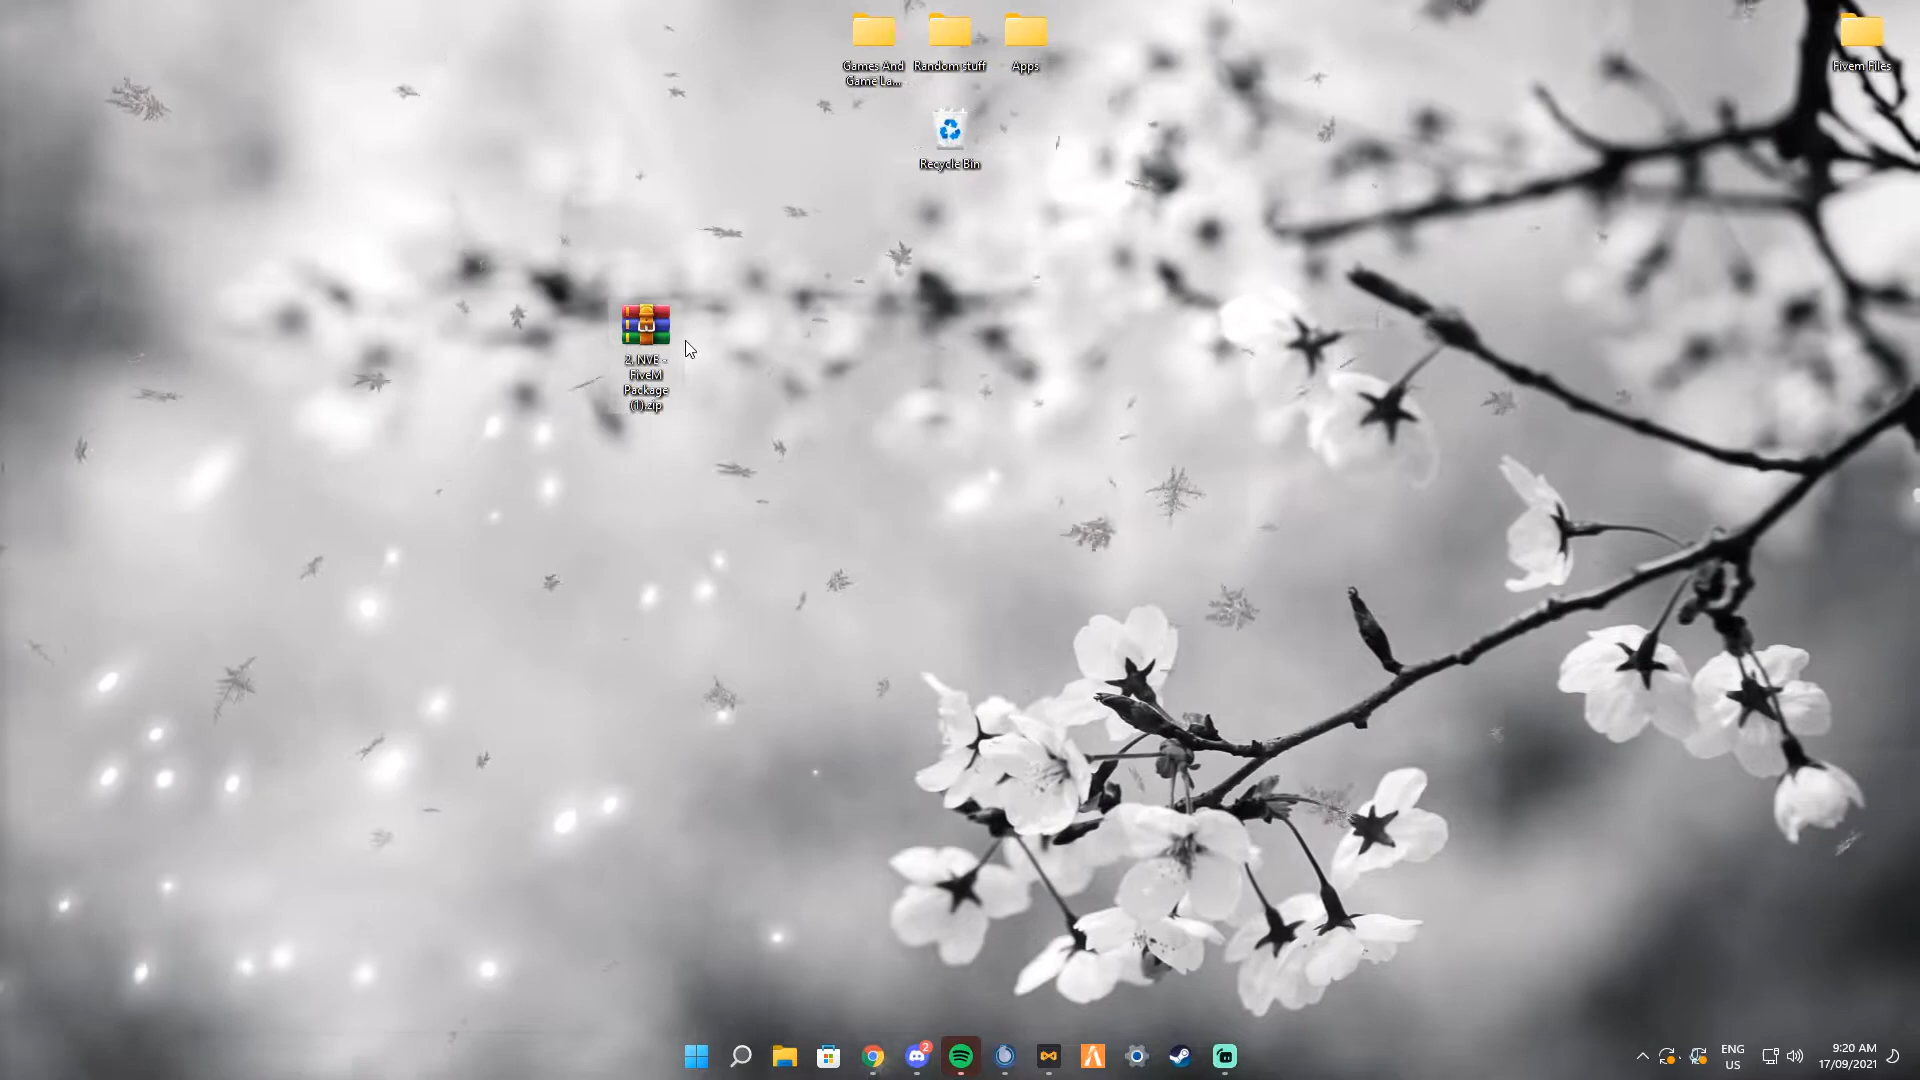 Games And
Game La...
Random stuff
Apps
Fivem Files
Recycle Bin
2. NVE -
FiveM
Package
(1).zip
2
ENG
US
9:20 AM
17/09/2021